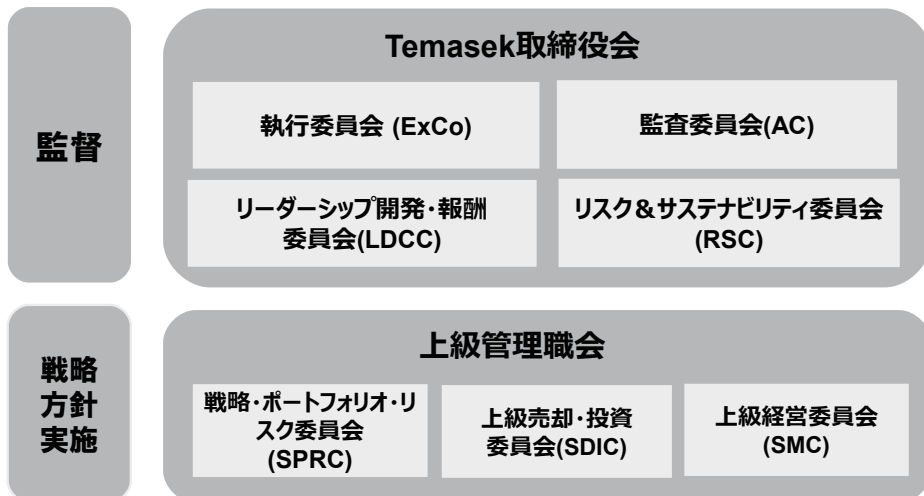 監督
Temasek取締役会
執行委員会 (ExCo)
監査委員会(AC)
リーダーシップ開発・報酬
委員会(LDCC)
リスク＆サステナビリティ委員会
(RSC)
戦略
方針
実施
上級管理職会
戦略・ポートフォリオ・リ
スク委員会
(SPRC)
上級売却・投資
委員会(SDIC)
上級経営委員会
(SMC)